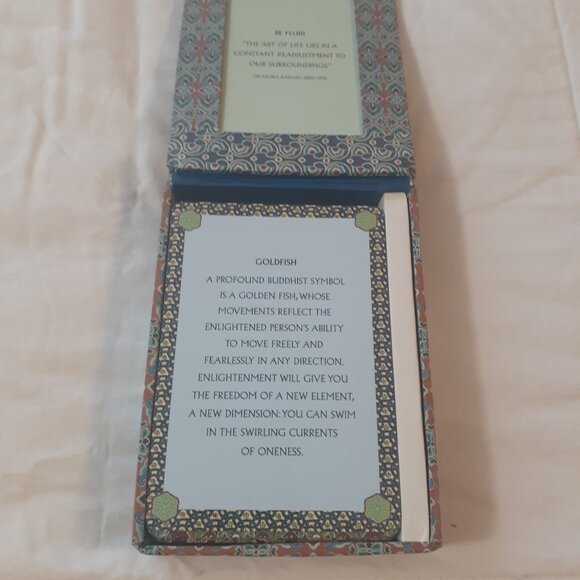 BE FLUID
"THE ART OF LIFE LIES IN A
CONSTANT READJUSTMENT TO
OUR SURROUNDINGS."
OKAKURA KAKUZO
GOLDFISH
A PROFOUND BUDDHIST SYMBOL
IS A GOLDEN FISH, WHOSE
MOVEMENTS REFLECT THE
ENLIGHTENED PERSON'S ABILITY
TO MOVE FREELY AND
FEARLESSLY IN ANY DIRECTION.
ENLIGHTENMENT WILL GIVE YOU
THE FREEDOM OF A NEW ELEMENT,
A NEW DIMENSION: YOU CAN SWIM
IN THE SWIRLING CURRENTS
OF ONENESS.